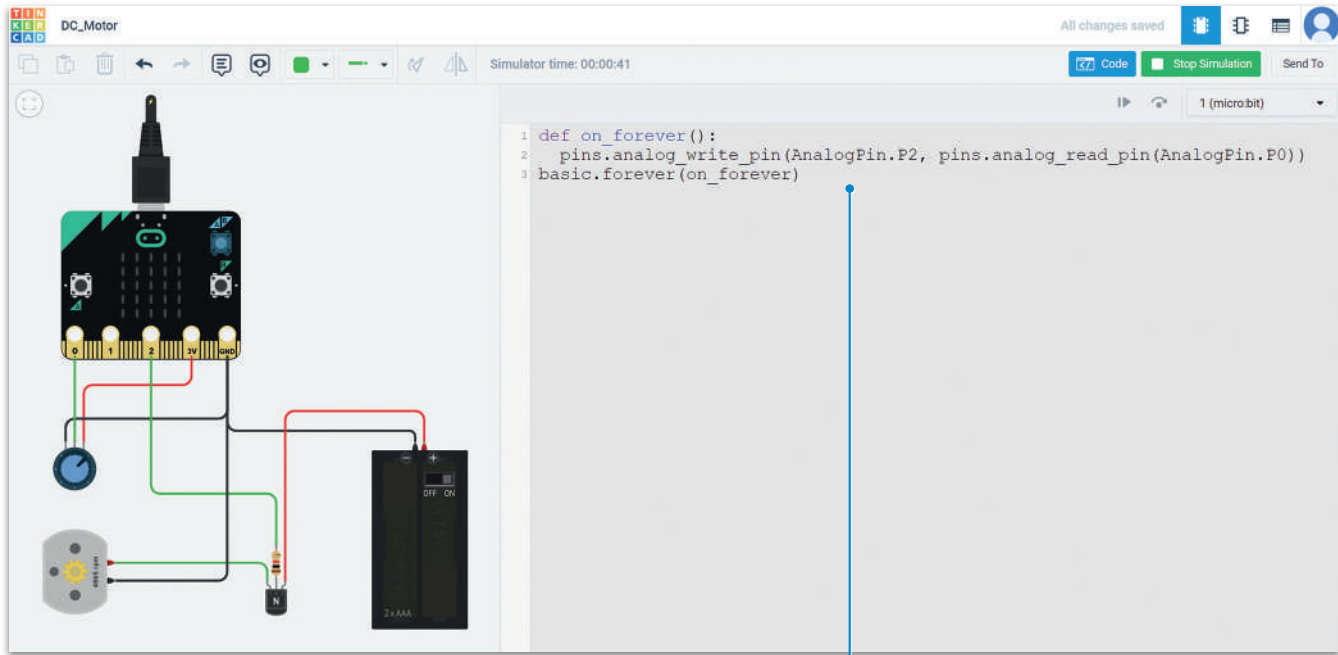 TIN
KER
CAD
DC_Motor
All changes saved
Simulator time: 00:00:41
Code
Stop Simulation
Send To
1 (micro:bit)
1 def on_forever():
2 pins.analog_write_pin(AnalogPin.P2, pins.analog_read_pin(AnalogPin.P0))
3 basic.forever(on_forever)
A
B
0 1 2 3V GND
OFF ON
N
2 x AAA